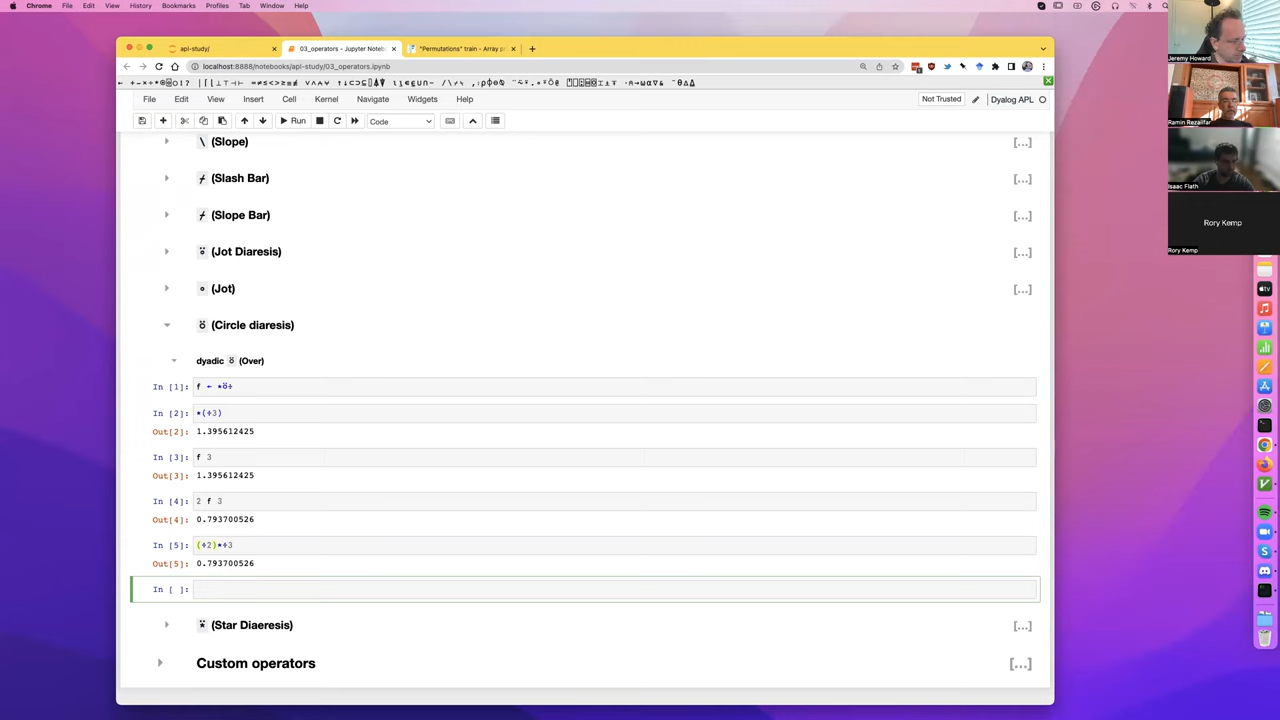 Chrome File Edit View History Bookmarks Profiles Tab Window Help
apl-study/
03_operators - Jupyter Noteb
"Permutations" train - Array pr
localhost:8888/notebooks/apl-study/03_operators.ipynb
File Edit View Insert Cell Kernel Navigate Widgets Help
Not Trusted
Dyalog APL
Run
Code
\ (Slope) [...]
⌿ (Slash Bar) [...]
⌿ (Slope Bar) [...]
⍤ (Jot Diaresis) [...]
∘ (Jot) [...]
⍥ (Circle diaresis)
dyadic ⍥ (Over)
In [1]: f ← *⍥÷
In [2]: *(÷3)
Out[2]: 1.395612425
In [3]: f 3
Out[3]: 1.395612425
In [4]: 2 f 3
Out[4]: 0.793700526
In [5]: (÷2)*÷3
Out[5]: 0.793700526
In [ ]:
⍣ (Star Diaeresis) [...]
Custom operators [...]
Jeremy Howard
Ramin Rezaiifar
Isaac Flath
Rory Kemp
Rory Kemp